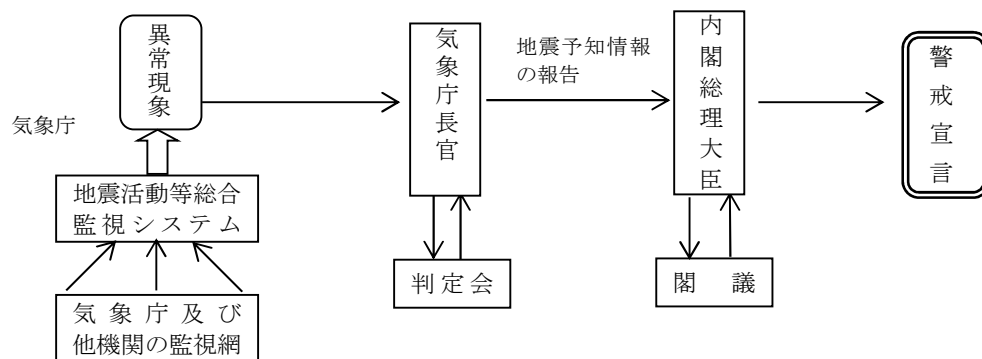 異常現象
気象庁
地震活動等総合
監視システム
気象庁及び
他機関の監視網
気象庁長官
判定会
地震予知情報
の報告
内閣総理大臣
閣議
警戒宣言